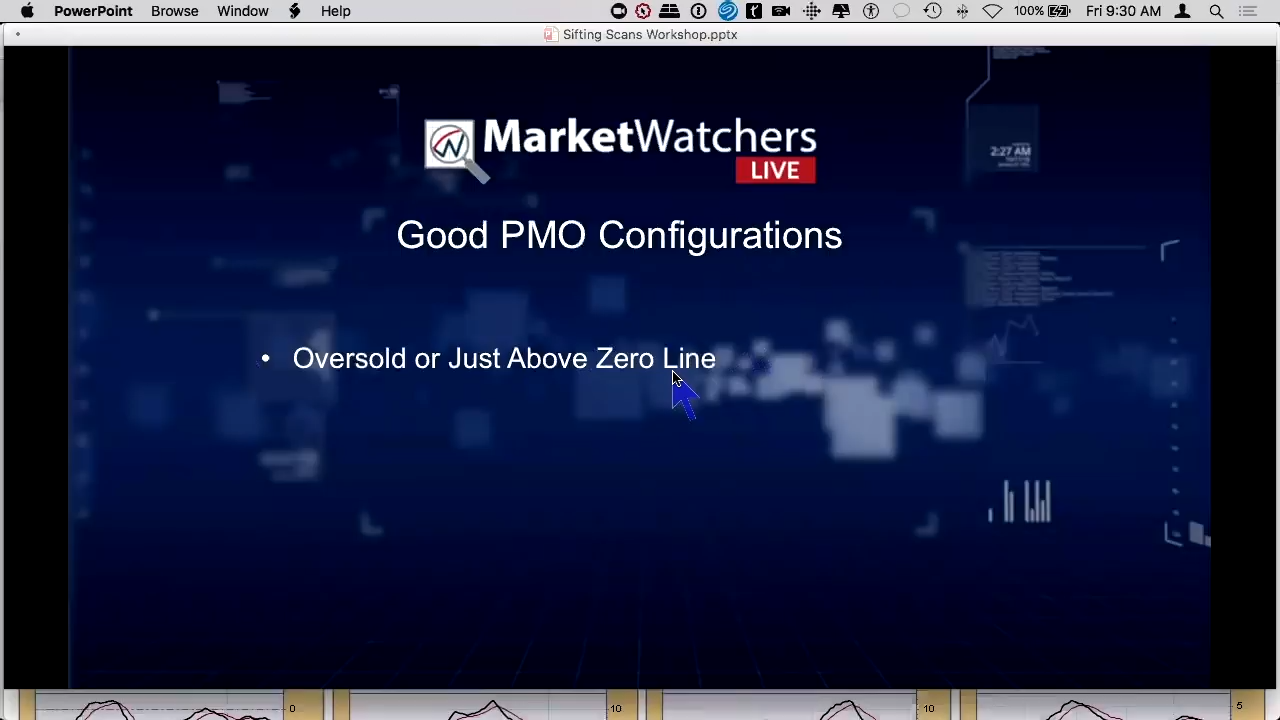 PowerPoint Browse Window Help 100% Fri 9:30 AM
Sifting Scans Workshop.pptx
MarketWatchers
LIVE
2:27 AM
Good PMO Configurations
• Oversold or Just Above Zero Line
0 10 10 5